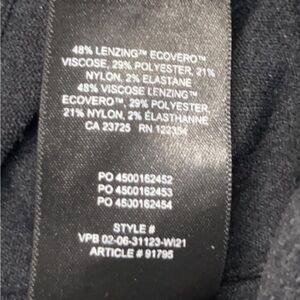 48% LENZING™ ECOVERO™
VISCOSE, 29% POLYESTER, 21%
NYLON, 2% ELASTANE
48% VISCOSE LENZING™
ECOVERO™, 29% POLYESTER,
21% NYLON, 2% ÉLASTHANNE
CA 23725 RN 122354
PO 4500162452
PO 4500162453
PO 4500162454
STYLE #
VPB 02-06-31123-WI21
ARTICLE # 91795